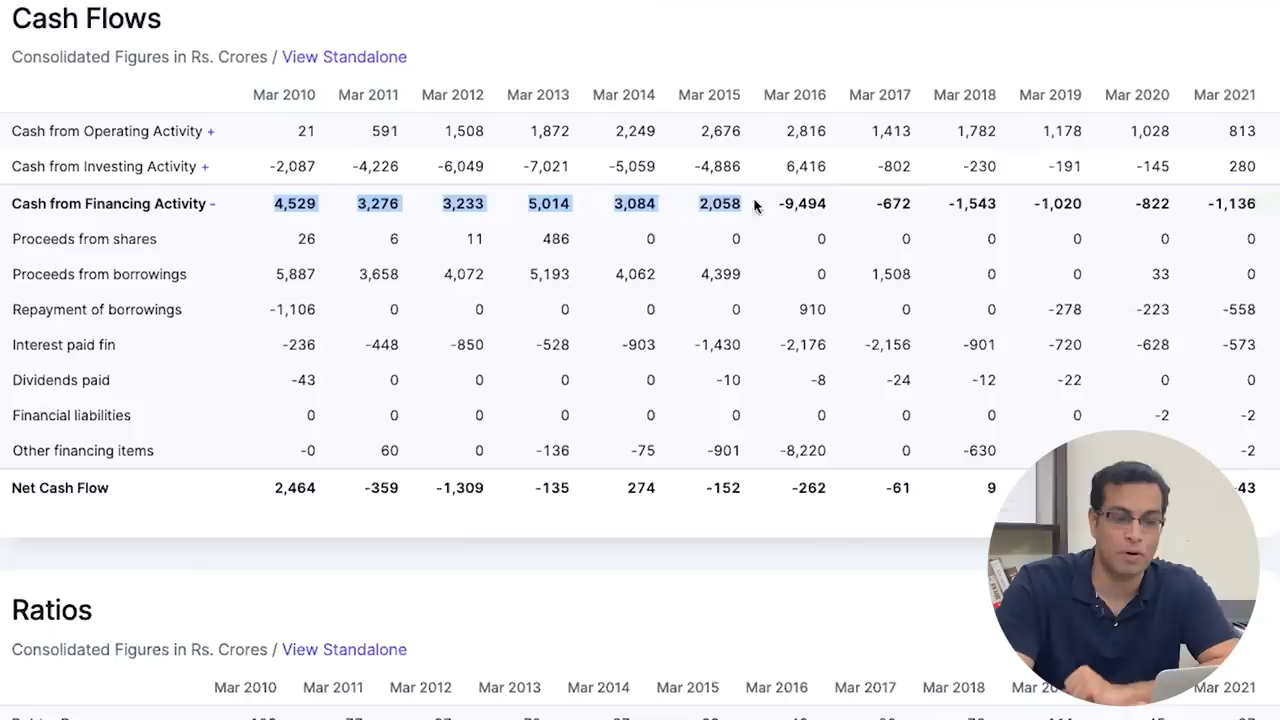 Cash Flows
Consolidated Figures in Rs. Crores / View Standalone
Mar 2010 Mar 2011 Mar 2012 Mar 2013 Mar 2014 Mar 2015 Mar 2016 Mar 2017 Mar 2018 Mar 2019 Mar 2020 Mar 2021
Cash from Operating Activity + 21 591 1,508 1,872 2,249 2,676 2,816 1,413 1,782 1,178 1,028 813
Cash from Investing Activity + -2,087 -4,226 -6,049 -7,021 -5,059 -4,886 6,416 -802 -230 -191 -145 280
Cash from Financing Activity - 4,529 3,276 3,233 5,014 3,084 2,058 -9,494 -672 -1,543 -1,020 -822 -1,136
Proceeds from shares 26 6 11 486 0 0 0 0 0 0 0 0
Proceeds from borrowings 5,887 3,658 4,072 5,193 4,062 4,399 0 1,508 0 0 33 0
Repayment of borrowings -1,106 0 0 0 0 0 910 0 0 -278 -223 -558
Interest paid fin -236 -448 -850 -528 -903 -1,430 -2,176 -2,156 -901 -720 -628 -573
Dividends paid -43 0 0 0 0 -10 -8 -24 -12 -22 0 0
Financial liabilities 0 0 0 0 0 0 0 0 0 0 -2 -2
Other financing items -0 60 0 -136 -75 -901 -8,220 0 -630 -2
Net Cash Flow 2,464 -359 -1,309 -135 274 -152 -262 -61 9 -43
Ratios
Consolidated Figures in Rs. Crores / View Standalone
Mar 2010 Mar 2011 Mar 2012 Mar 2013 Mar 2014 Mar 2015 Mar 2016 Mar 2017 Mar 2018 Mar 2021